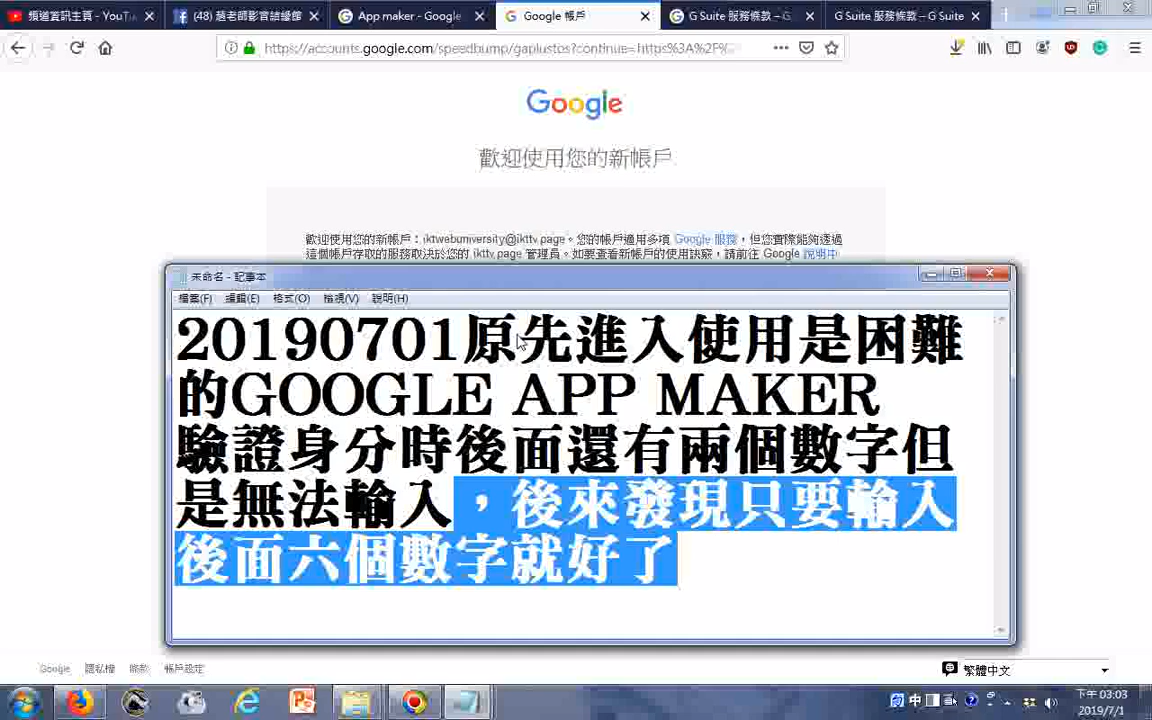 頻道資訊主頁 - YouTu
(48) 趙老師影音請緣館
App maker - Google
Google 帳戶
G Suite 服務條款 – G
G Suite 服務條款 – G Suite
https://accounts.google.com/speedbump/gaplustos?continue=https%3A%2F%
Google
歡迎使用您的新帳戶
歡迎使用您的新帳戶：iktwebuniversity@ikttv.page。您的帳戶適用多項 Google 服務，但您實際能夠透過
這個帳戶存取的服務取決於您的 ikttv.page 管理員。如要查看新帳戶的使用訣竅，請前往 Google 說明中
未命名 - 記事本
檔案(F) 編輯(E) 格式(O) 檢視(V) 說明(H)
20190701原先進入使用是困難
的GOOGLE APP MAKER
驗證身分時後面還有兩個數字但
是無法輸入，後來發現只要輸入
後面六個數字就好了
Google 隱私權 條款 帳戶設定
繁體中文
中
下午 03:03
2019/7/1